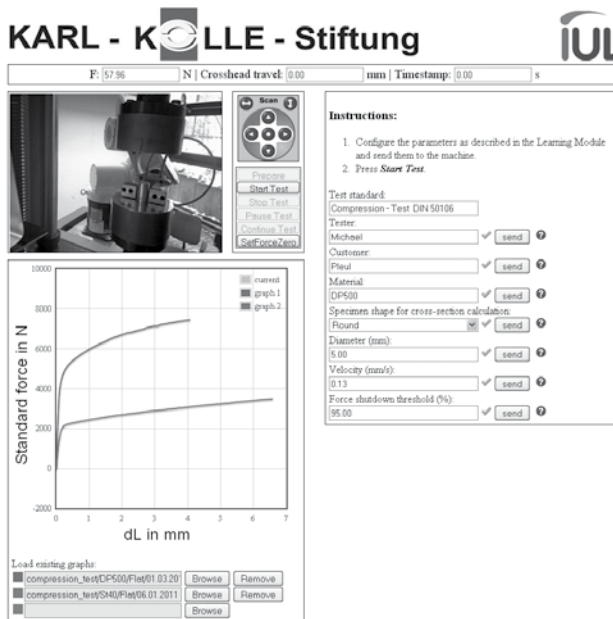 KARL - KOLLE - Stiftung
iUL
F: 57.96 N | Crosshead travel: 0.00 mm | Timestamp: 0.00 s
Scan
Prepare
Start Test
Stop Test
Pause Test
Continue Test
SetForceZero
Instructions:
1. Configure the parameters as described in the Learning Module
and send them to the machine.
2. Press Start Test.
Test standard:
Compression - Test DIN 50106
Tester:
Michael send ?
Customer:
Pleul send ?
Material:
DP500 send ?
Specimen shape for cross-section calculation:
Round send ?
Diameter (mm):
5.00 send ?
Velocity (mm/s):
0.13 send ?
Force shutdown threshold (%):
95.00 send ?
Standard force in N
10000
8000
6000
4000
2000
0
-2000
current
graph 1
graph 2
0 1 2 3 4 5 6 7
dL in mm
Load existing graphs:
compression_test/DP500/Flat/01.03.20 Browse Remove
compression_test/St40/Flat/06.01.2011 Browse Remove
Browse